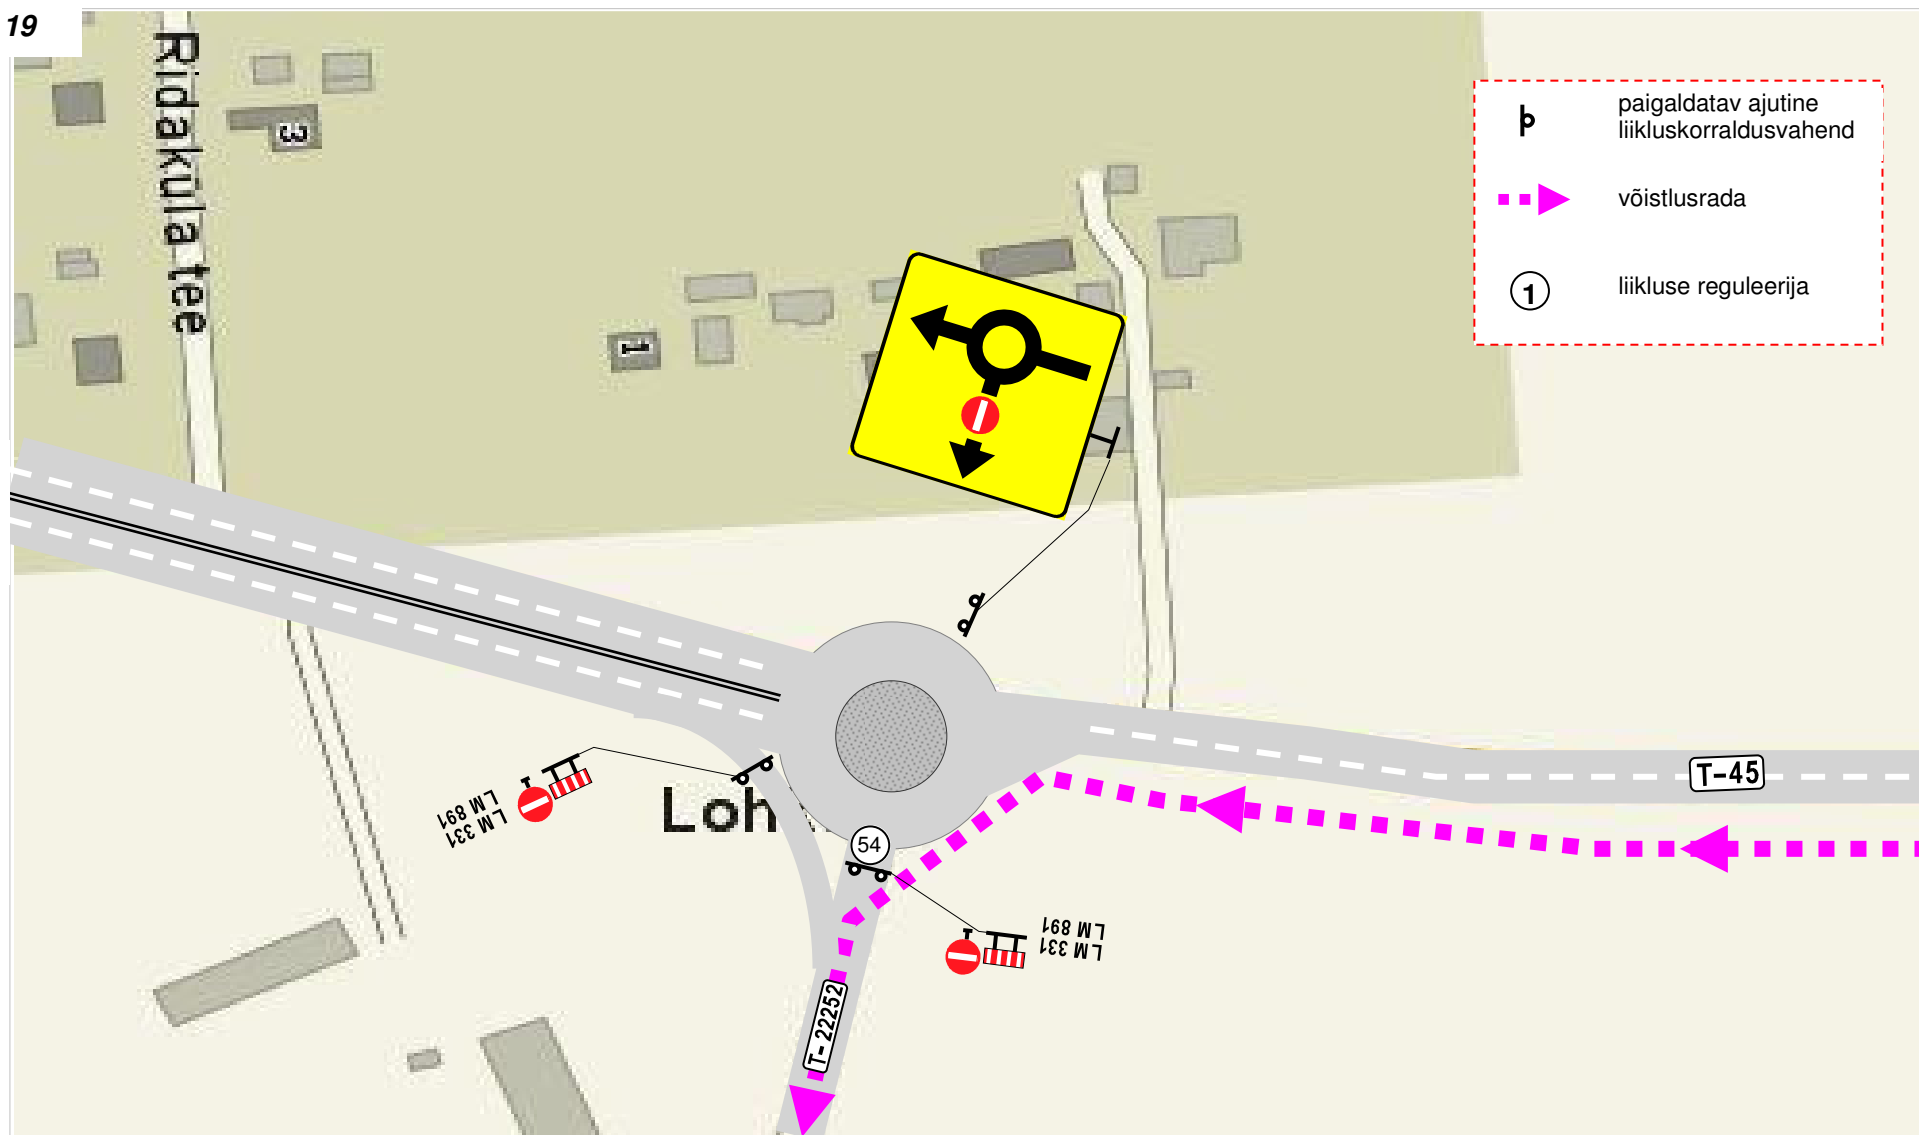 19
Ridaküla tee
3
1
paigaldatav ajutine
liikluskorraldusvahend
võistlusrada
1
liikluse reguleerija
T-45
LM 891
LM 331
54
LM 891
LM 331
T-22252